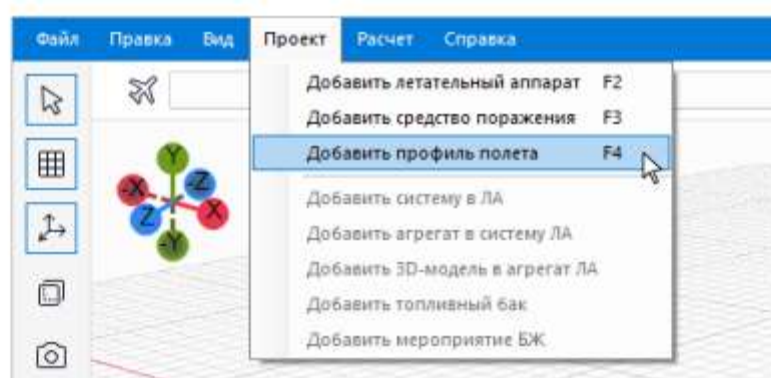 Файл Правка Вид Проект Расчет Справка
Добавить летательный аппарат F2
Добавить средство поражения F3
Добавить профиль полета F4
Добавить систему в ЛА
Добавить агрегат в систему ЛА
Добавить 3D-модель в агрегат ЛА
Добавить топливный бак
Добавить мероприятие БЖ
Y
-X -Z
Z X
-Y